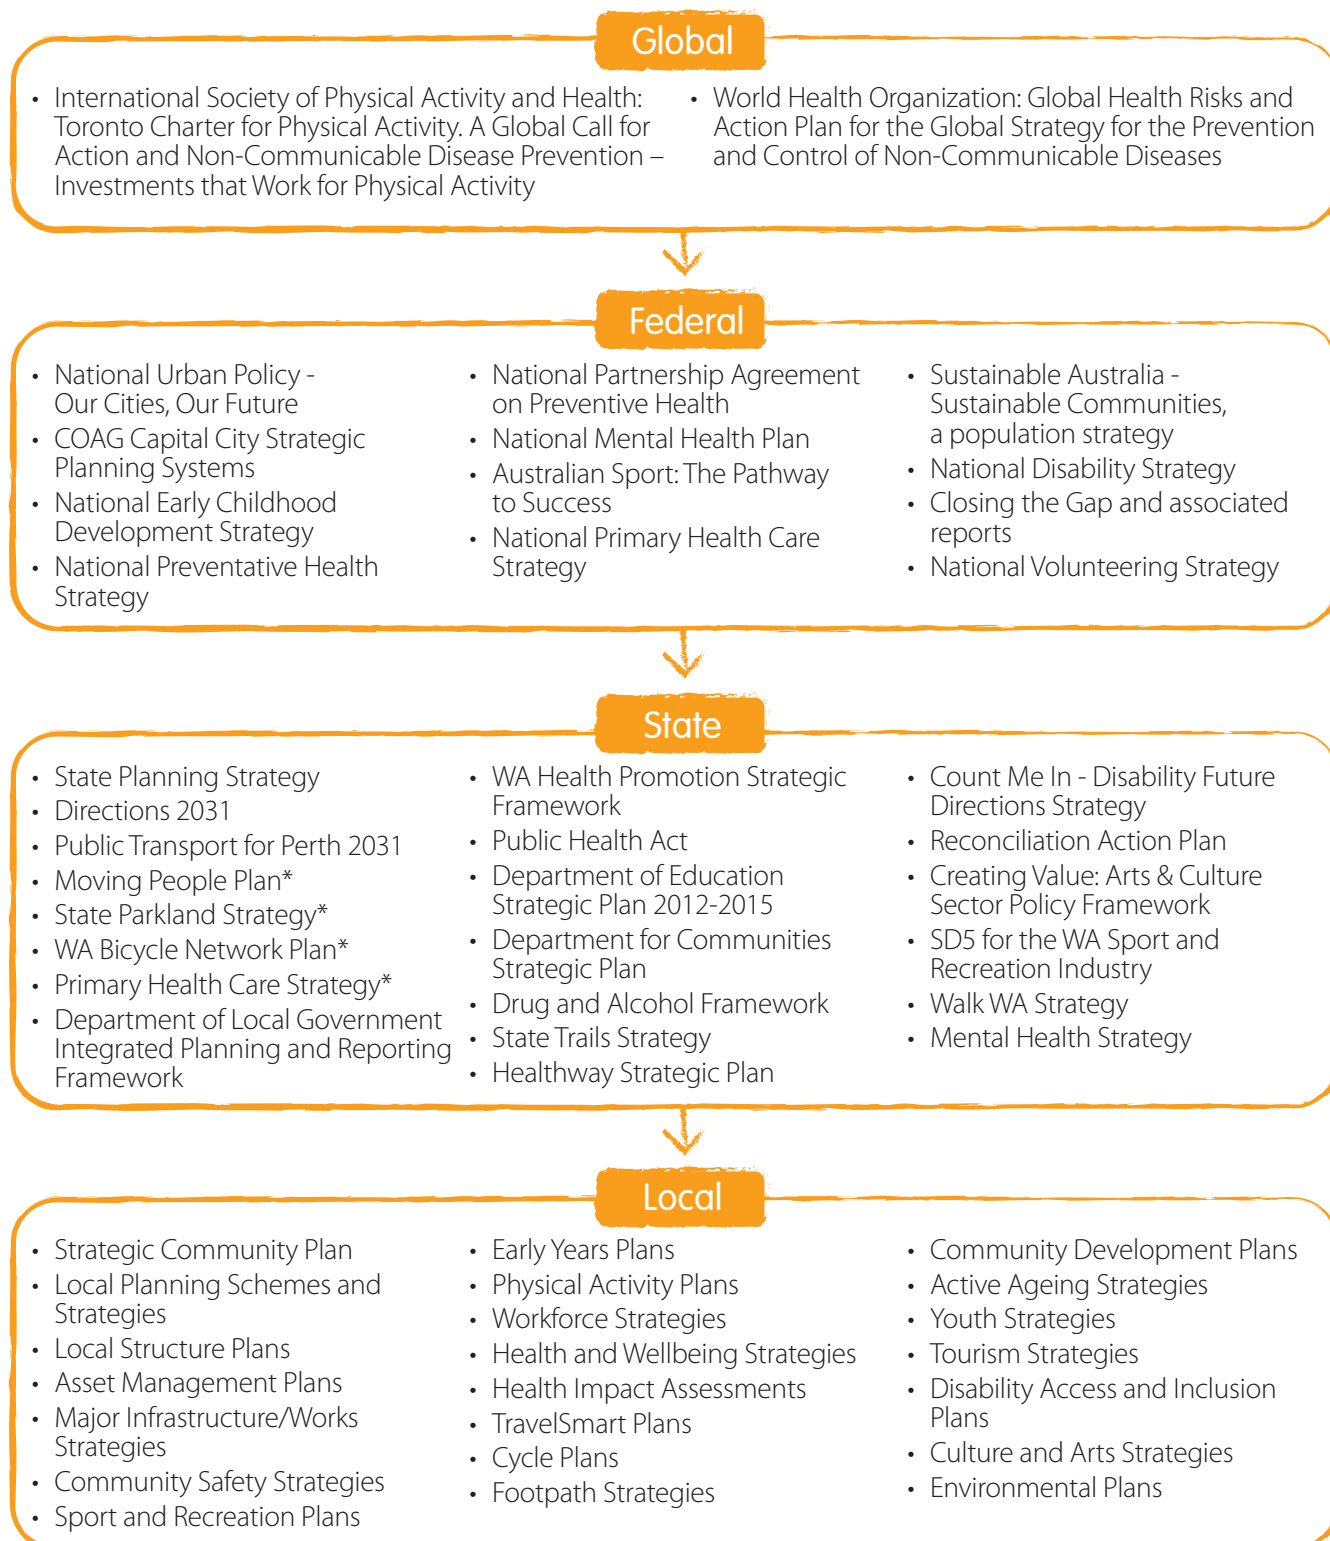 Global
• International Society of Physical Activity and Health:
Toronto Charter for Physical Activity. A Global Call for
Action and Non-Communicable Disease Prevention –
Investments that Work for Physical Activity
• World Health Organization: Global Health Risks and
Action Plan for the Global Strategy for the Prevention
and Control of Non-Communicable Diseases
Federal
• National Urban Policy -
Our Cities, Our Future
• COAG Capital City Strategic
Planning Systems
• National Early Childhood
Development Strategy
• National Preventative Health
Strategy
• National Partnership Agreement
on Preventive Health
• National Mental Health Plan
• Australian Sport: The Pathway
to Success
• National Primary Health Care
Strategy
• Sustainable Australia -
Sustainable Communities,
a population strategy
• National Disability Strategy
• Closing the Gap and associated
reports
• National Volunteering Strategy
State
• State Planning Strategy
• Directions 2031
• Public Transport for Perth 2031
• Moving People Plan*
• State Parkland Strategy*
• WA Bicycle Network Plan*
• Primary Health Care Strategy*
• Department of Local Government
Integrated Planning and Reporting
Framework
• WA Health Promotion Strategic
Framework
• Public Health Act
• Department of Education
Strategic Plan 2012-2015
• Department for Communities
Strategic Plan
• Drug and Alcohol Framework
• State Trails Strategy
• Healthway Strategic Plan
• Count Me In - Disability Future
Directions Strategy
• Reconciliation Action Plan
• Creating Value: Arts & Culture
Sector Policy Framework
• SD5 for the WA Sport and
Recreation Industry
• Walk WA Strategy
• Mental Health Strategy
Local
• Strategic Community Plan
• Local Planning Schemes and
Strategies
• Local Structure Plans
• Asset Management Plans
• Major Infrastructure/Works
Strategies
• Community Safety Strategies
• Sport and Recreation Plans
• Early Years Plans
• Physical Activity Plans
• Workforce Strategies
• Health and Wellbeing Strategies
• Health Impact Assessments
• TravelSmart Plans
• Cycle Plans
• Footpath Strategies
• Community Development Plans
• Active Ageing Strategies
• Youth Strategies
• Tourism Strategies
• Disability Access and Inclusion
Plans
• Culture and Arts Strategies
• Environmental Plans